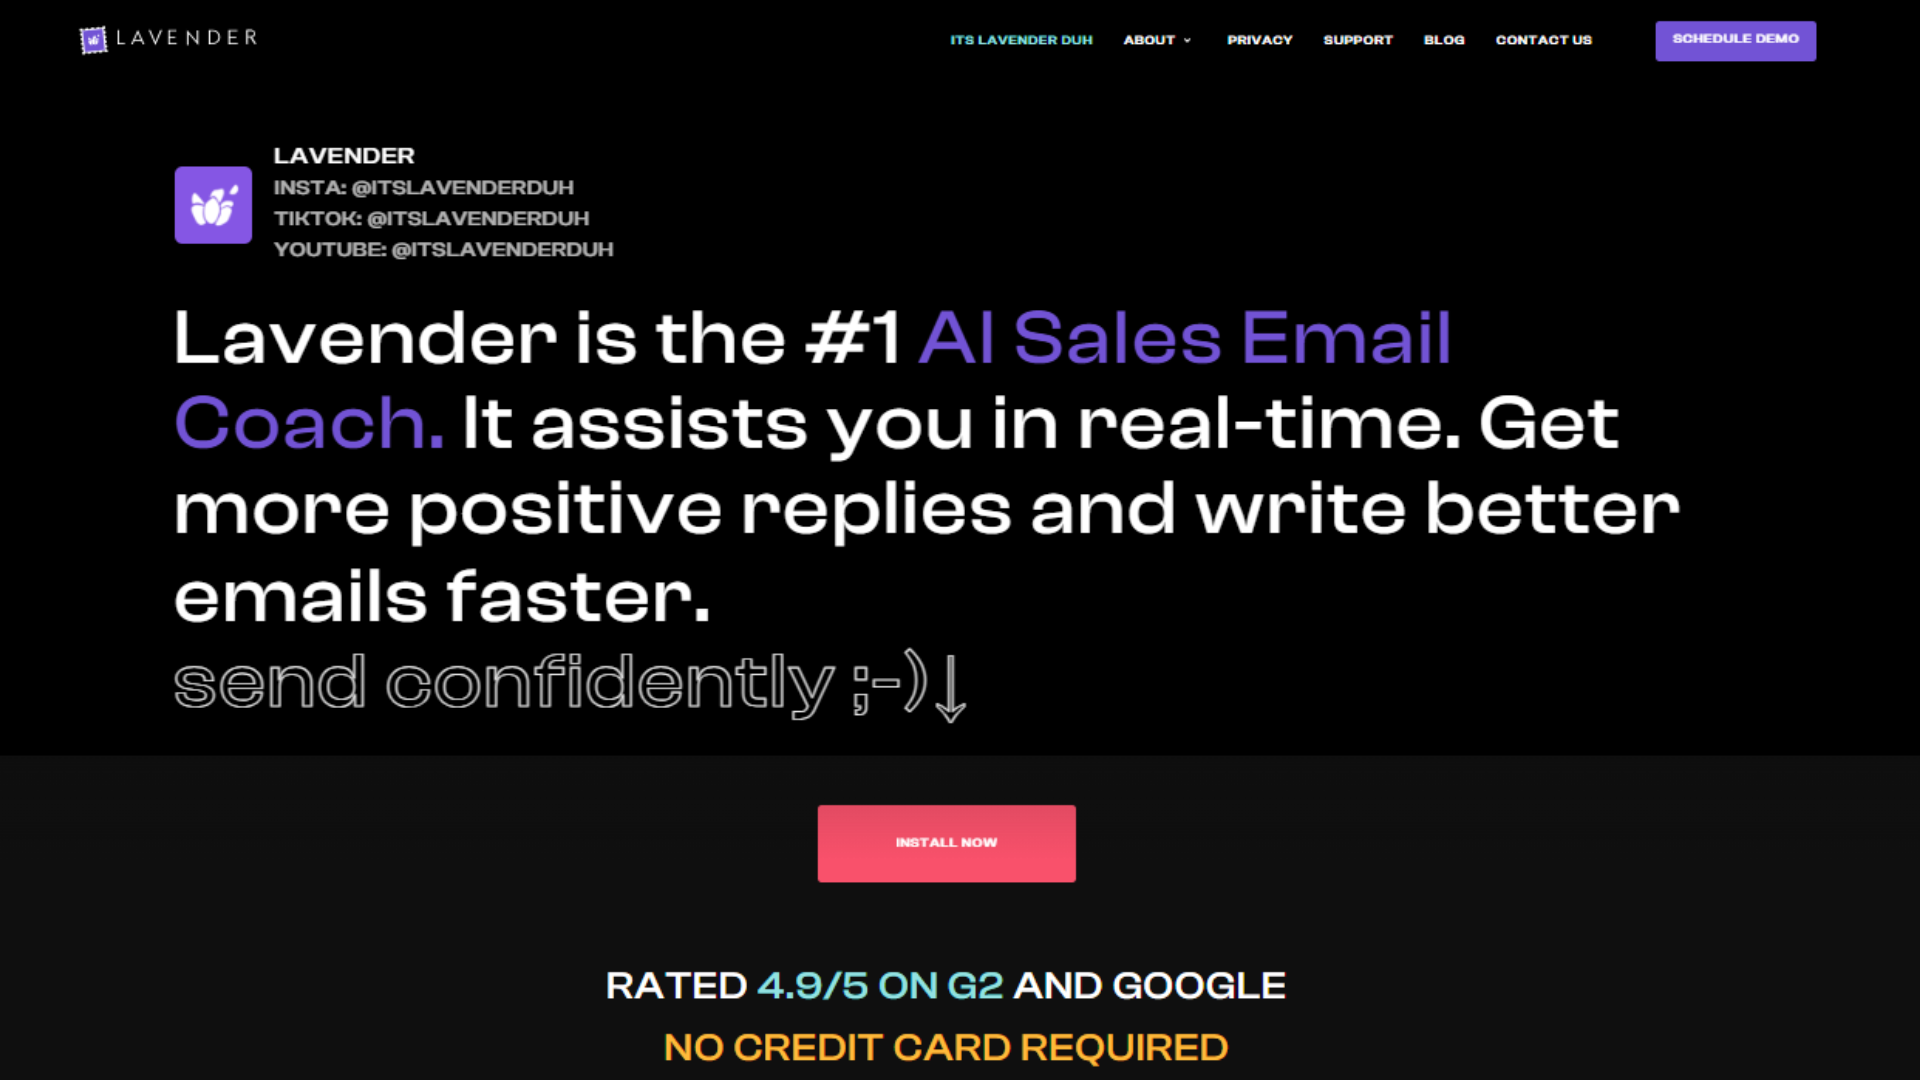 LAVENDER
ITS LAVENDER DUH
ABOUT
PRIVACY
SUPPORT
BLOG
CONTACT US
SCHEDULE DEMO
LAVENDER
INSTA: @ITSLAVENDERDUH
TIKTOK: @ITSLAVENDERDUH
YOUTUBE: @ITSLAVENDERDUH
Lavender is the #1 AI Sales Email
Coach. It assists you in real-time. Get
more positive replies and write better
emails faster.
send confidently ;-)↓
INSTALL NOW
RATED 4.9/5 ON G2 AND GOOGLE
NO CREDIT CARD REQUIRED